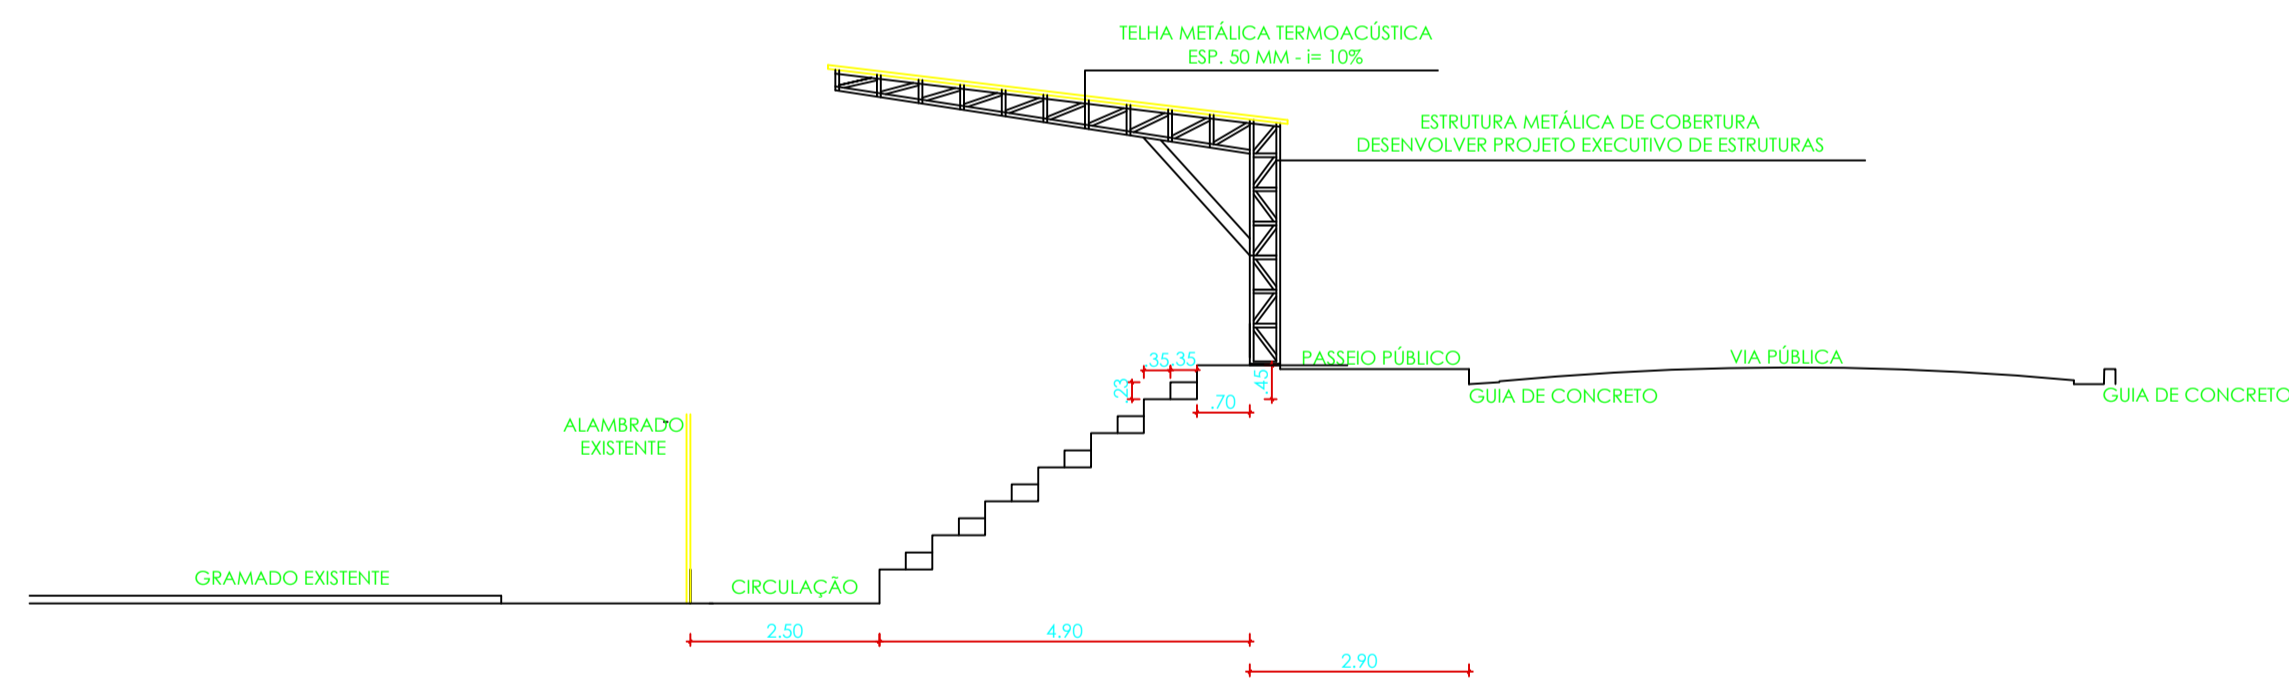 TELHA METÁLICA TERMOACÚSTICA
ESP. 50 MM - i= 10%
ESTRUTURA METÁLICA DE COBERTURA
DESENVOLVER PROJETO EXECUTIVO DE ESTRUTURAS
.35 .35
PASSEIO PÚBLICO
VIA PÚBLICA
.23
.45
.70
GUIA DE CONCRETO
GUIA DE CONCRETO
ALAMBRADO
EXISTENTE
GRAMADO EXISTENTE
CIRCULAÇÃO
2.50
4.90
2.90